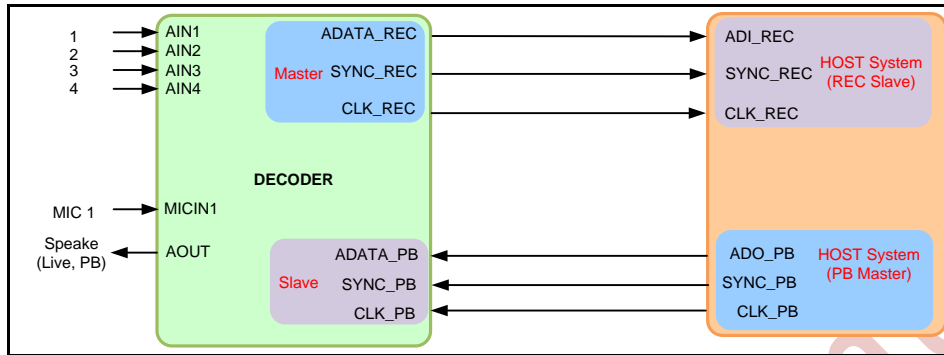 1 AIN1 ADATA_REC ADI_REC
2 AIN2
3 AIN3 Master SYNC_REC SYNC_REC HOST System
(REC Slave)
4 AIN4
CLK_REC CLK_REC
DECODER
MIC 1 MICIN1
Speake
(Live, PB)
AOUT ADATA_PB ADO_PB HOST System
(PB Master)
Slave SYNC_PB SYNC_PB
CLK_PB CLK_PB